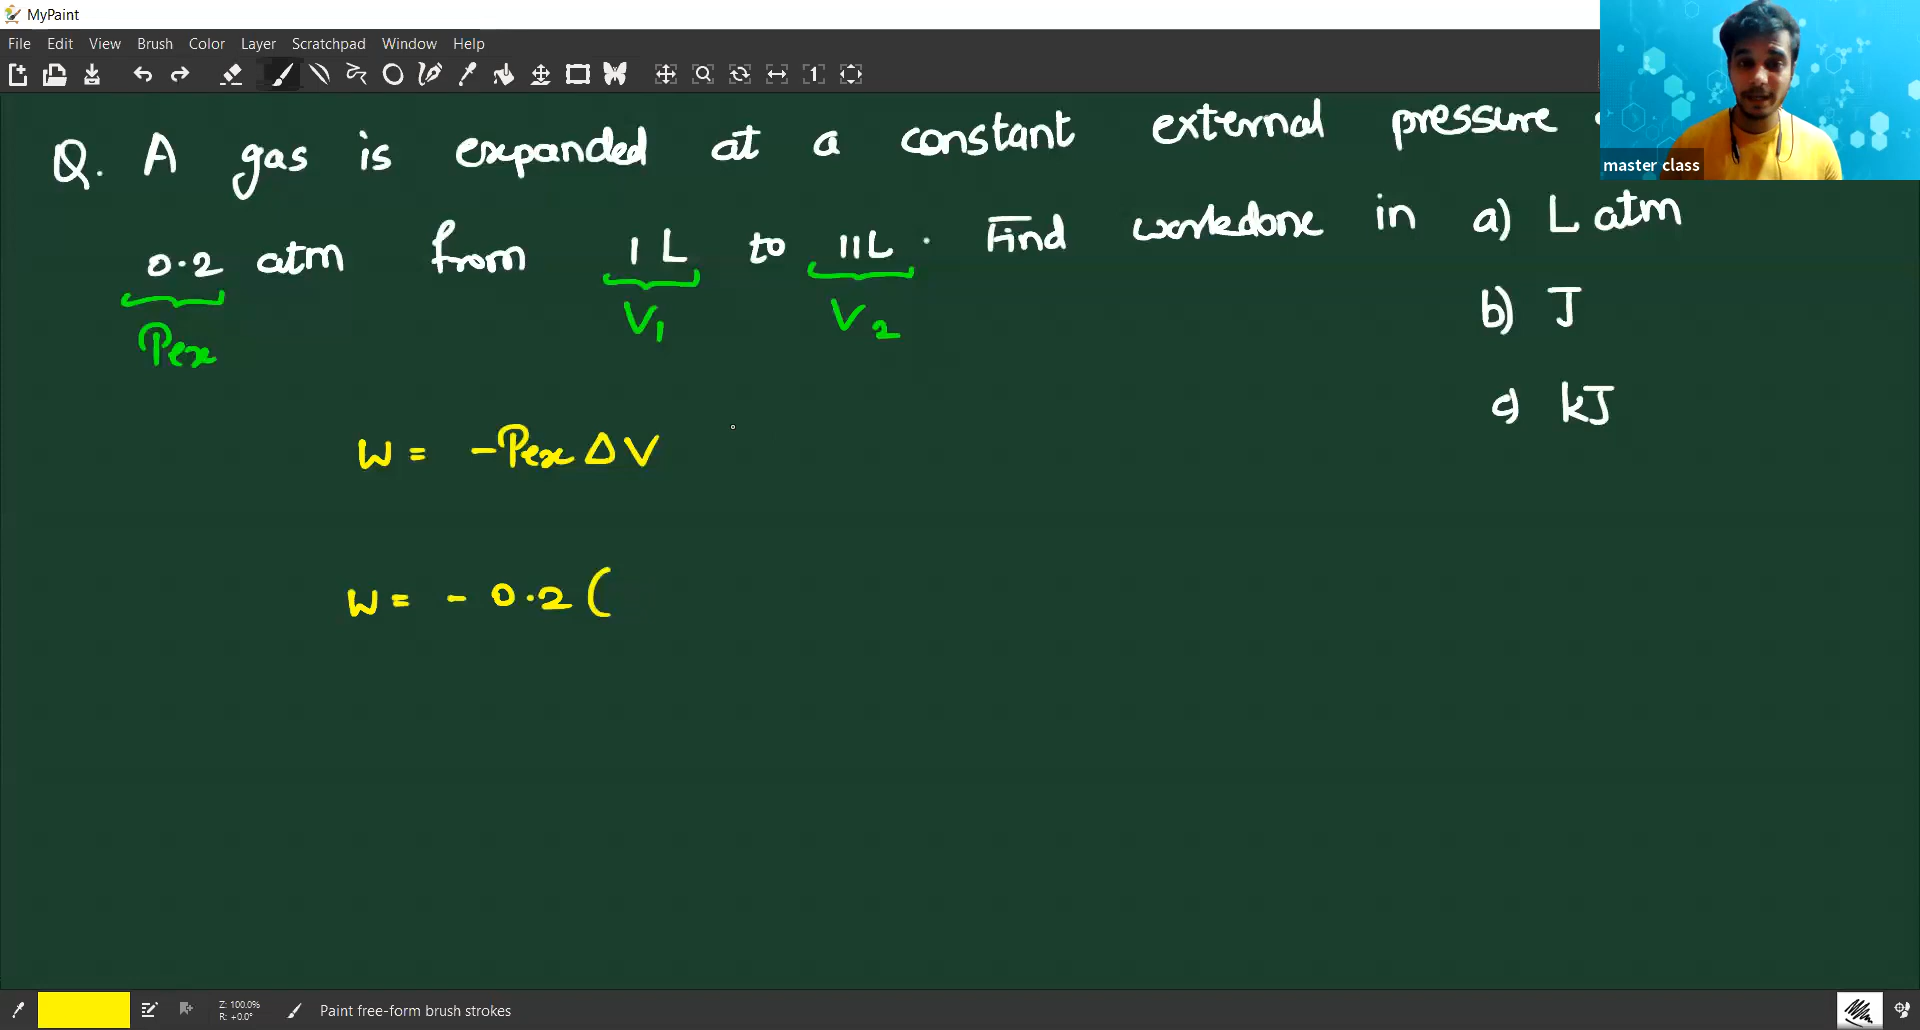 MyPaint
File Edit View Brush Color Layer Scratchpad Window Help
master class
Q. A gas is expanded at a constant external pressure
0.2 atm from 1 L to 11L. Find workdone in a) L atm
Pex V1 V2
b) J
c) kJ
W = -Pex ΔV
W = - 0.2 (
Z: 100.0%
R: +0.0°
Paint free-form brush strokes